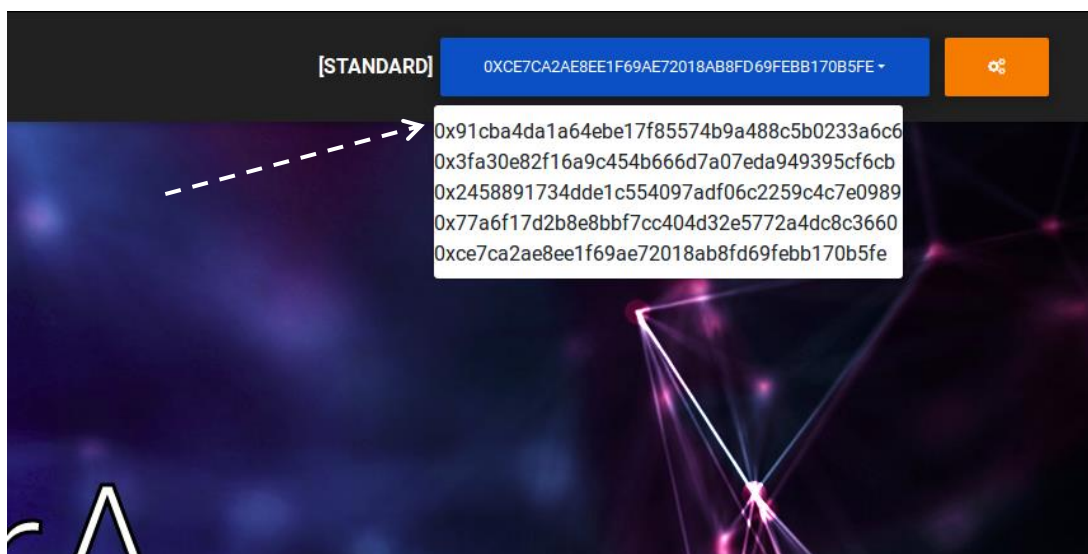 [STANDARD] 0XCE7CA2AE8EE1F69AE72018AB8FD69FEBB170B5FE
0x91cba4da1a64ebe17f85574b9a488c5b0233a6c6
0x3fa30e82f16a9c454b666d7a07eda949395cf6cb
0x2458891734dde1c554097adf06c2259c4c7e0989
0x77a6f17d2b8e8bbf7cc404d32e5772a4dc8c3660
0xce7ca2ae8ee1f69ae72018ab8fd69febb170b5fe